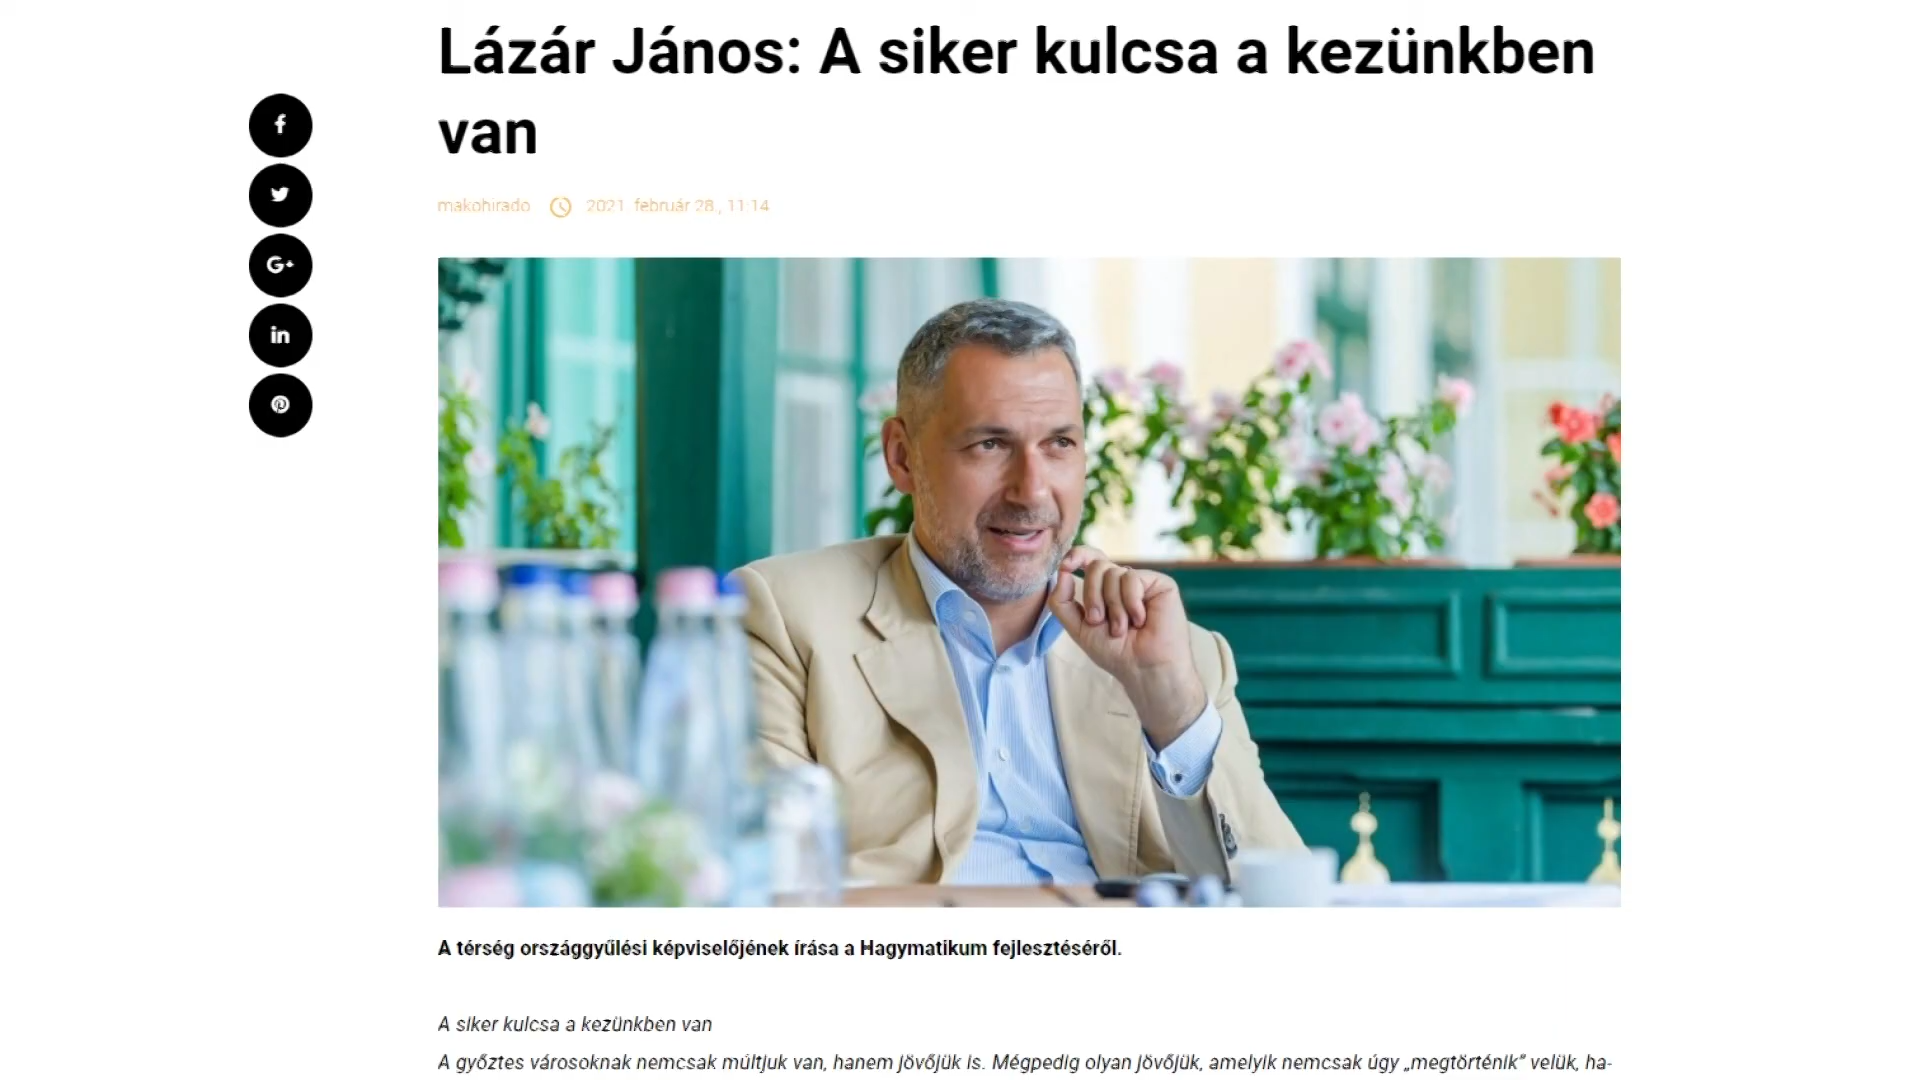 Lázár János: A siker kulcsa a kezünkben
van
makohirado 2021. február 28., 11:14
A térség országgyűlési képviselőjének írása a Hagymatikum fejlesztéséről.
A siker kulcsa a kezünkben van
A győztes városoknak nemcsak múltjuk van, hanem jövőjük is. Mégpedig olyan jövőjük, amelyik nemcsak úgy „megtörténik” velük, ha-